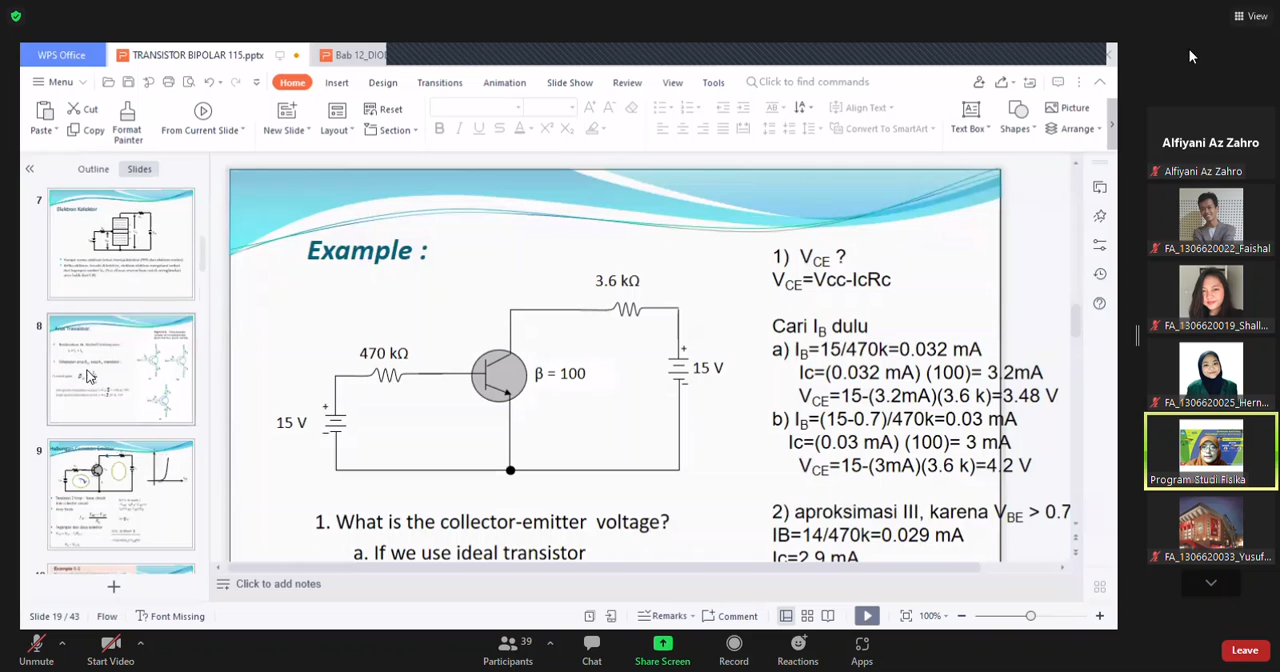 View
WPS Office
TRANSISTOR BIPOLAR 115.pptx
Bab 12_DIOD
Menu
Home
Insert
Design
Transitions
Animation
Slide Show
Review
View
Tools
Click to find commands
Paste
Cut
Copy
Format Painter
From Current Slide
New Slide
Layout
Reset
Section
Align Text
Convert To SmartArt
Text Box
Shapes
Picture
Arrange
Outline
Slides
7
8
9
Example :
3.6 kΩ
470 kΩ
β = 100
15 V
15 V
1. What is the collector-emitter voltage?
a. If we use ideal transistor
1) VCE ?
VCE=Vcc-IcRc
Cari IB dulu
a) IB=15/470k=0.032 mA
Ic=(0.032 mA) (100)= 3.2mA
VCE=15-(3.2mA)(3.6 k)=3.48 V
b) IB=(15-0.7)/470k=0.03 mA
Ic=(0.03 mA) (100)= 3 mA
VCE=15-(3mA)(3.6 k)=4.2 V
2) aproksimasi III, karena VBE > 0.7
IB=14/470k=0.029 mA
Ic=2.9 mA
Click to add notes
Slide 19 / 43
Flow
Font Missing
Remarks
Comment
100%
Alfiyani Az Zahro
Alfiyani Az Zahro
FA_1306620022_Faishal
FA_1306620019_Shall...
FA_1306620025_Hern...
Program Studi Fisika
FA_1306620033_Yusuf...
Unmute
Start Video
Participants
39
Chat
Share Screen
Record
Reactions
Apps
Leave